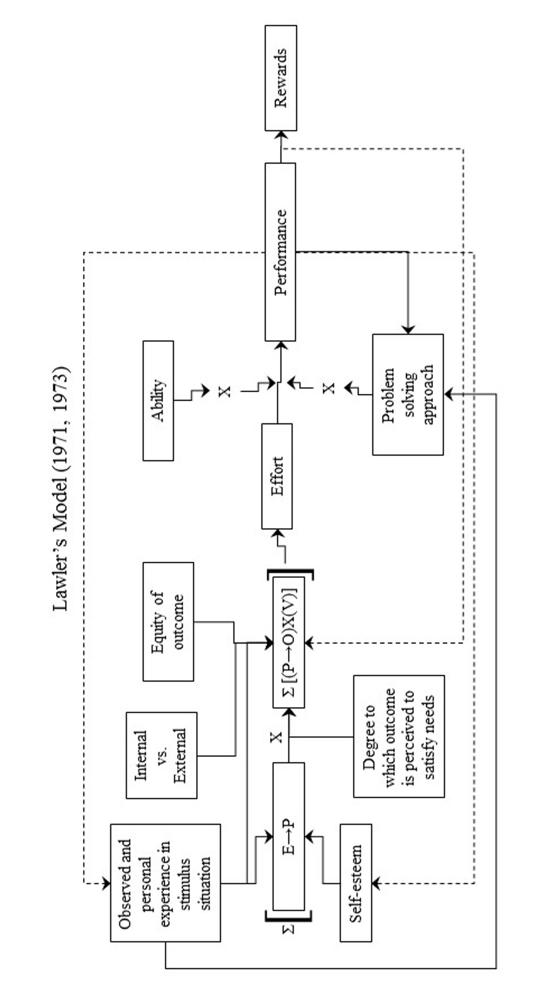 Lawler's Model (1971, 1973)
Observed and
personal
experience in
stimulus
situation
Internal
vs.
External
Equity of
outcome
Ability
X
Σ
E→P
X
Σ [(P→O)X(V)]
Effort
Performance
Rewards
X
Self-esteem
Degree to
which outcome
is perceived to
satisfy needs
Problem
solving
approach